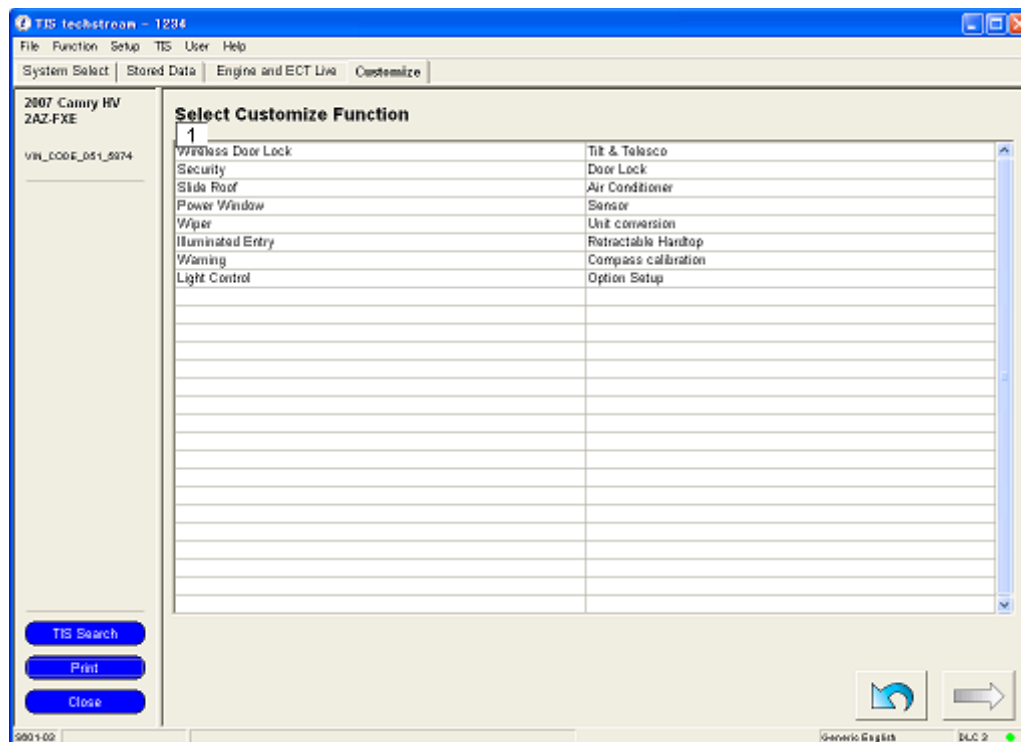 TIS techstream - 1234
File Function Setup TIS User Help
System Select Stored Data Engine and ECT Live Customize
2007 Camry HV
2AZ-FXE
VIN_CODE_051_5974
Select Customize Function
1
Wireless Door Lock Tilt & Telesco
Security Door Lock
Slide Roof Air Conditioner
Power Window Sensor
Wiper Unit conversion
Illuminated Entry Retractable Hardtop
Warning Compass calibration
Light Control Option Setup
TIS Search
Print
Close
S601-02 Generic English DLC 3